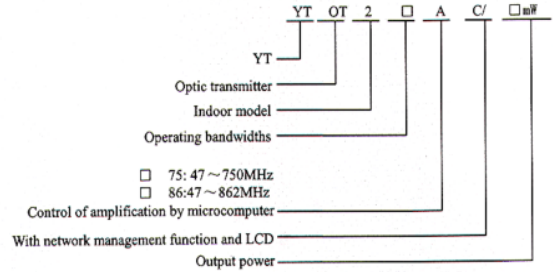 YT OT 2 □ A C/ □mW
YT
Optic transmitter
Indoor model
Operating bandwidths
□ 75: 47～750MHz
□ 86:47～862MHz
Control of amplification by microcomputer
With network management function and LCD
Output power